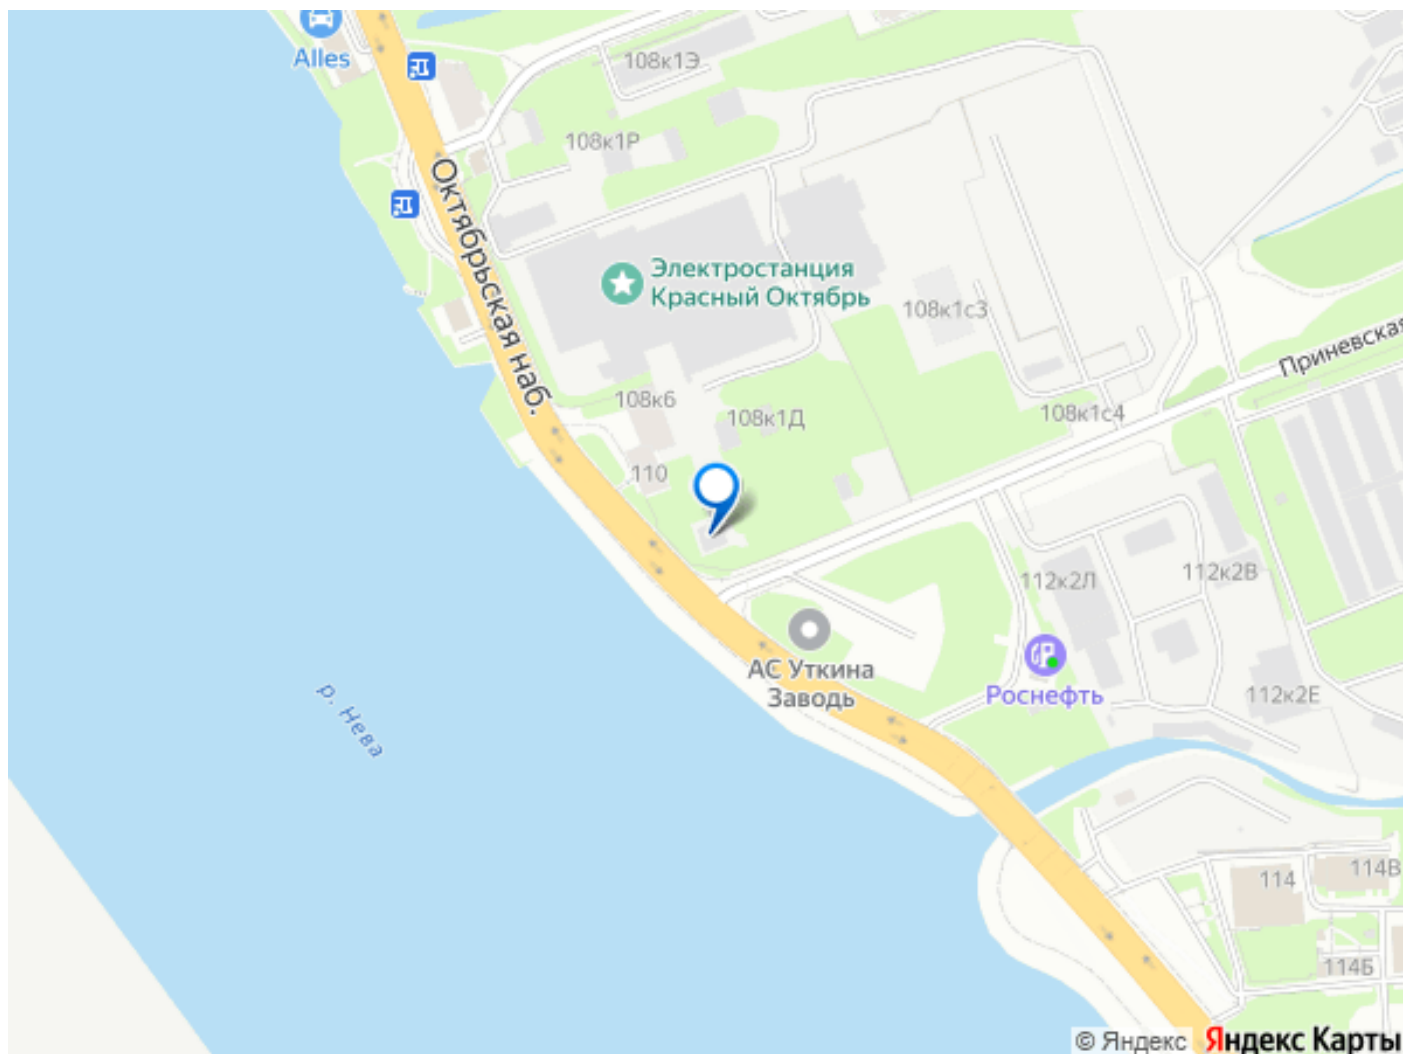 Alles
108к1Э
108к1Р
Октябрьская наб.
Электростанция
Красный Октябрь
108к1с3
Приневская
108к6
108к1Д
108к1с4
110
112к2Л
112к2В
АС Уткина
Заводь
Роснефть
112к2Е
р. Нева
114
114В
114Б
© Яндекс Яндекс Карты